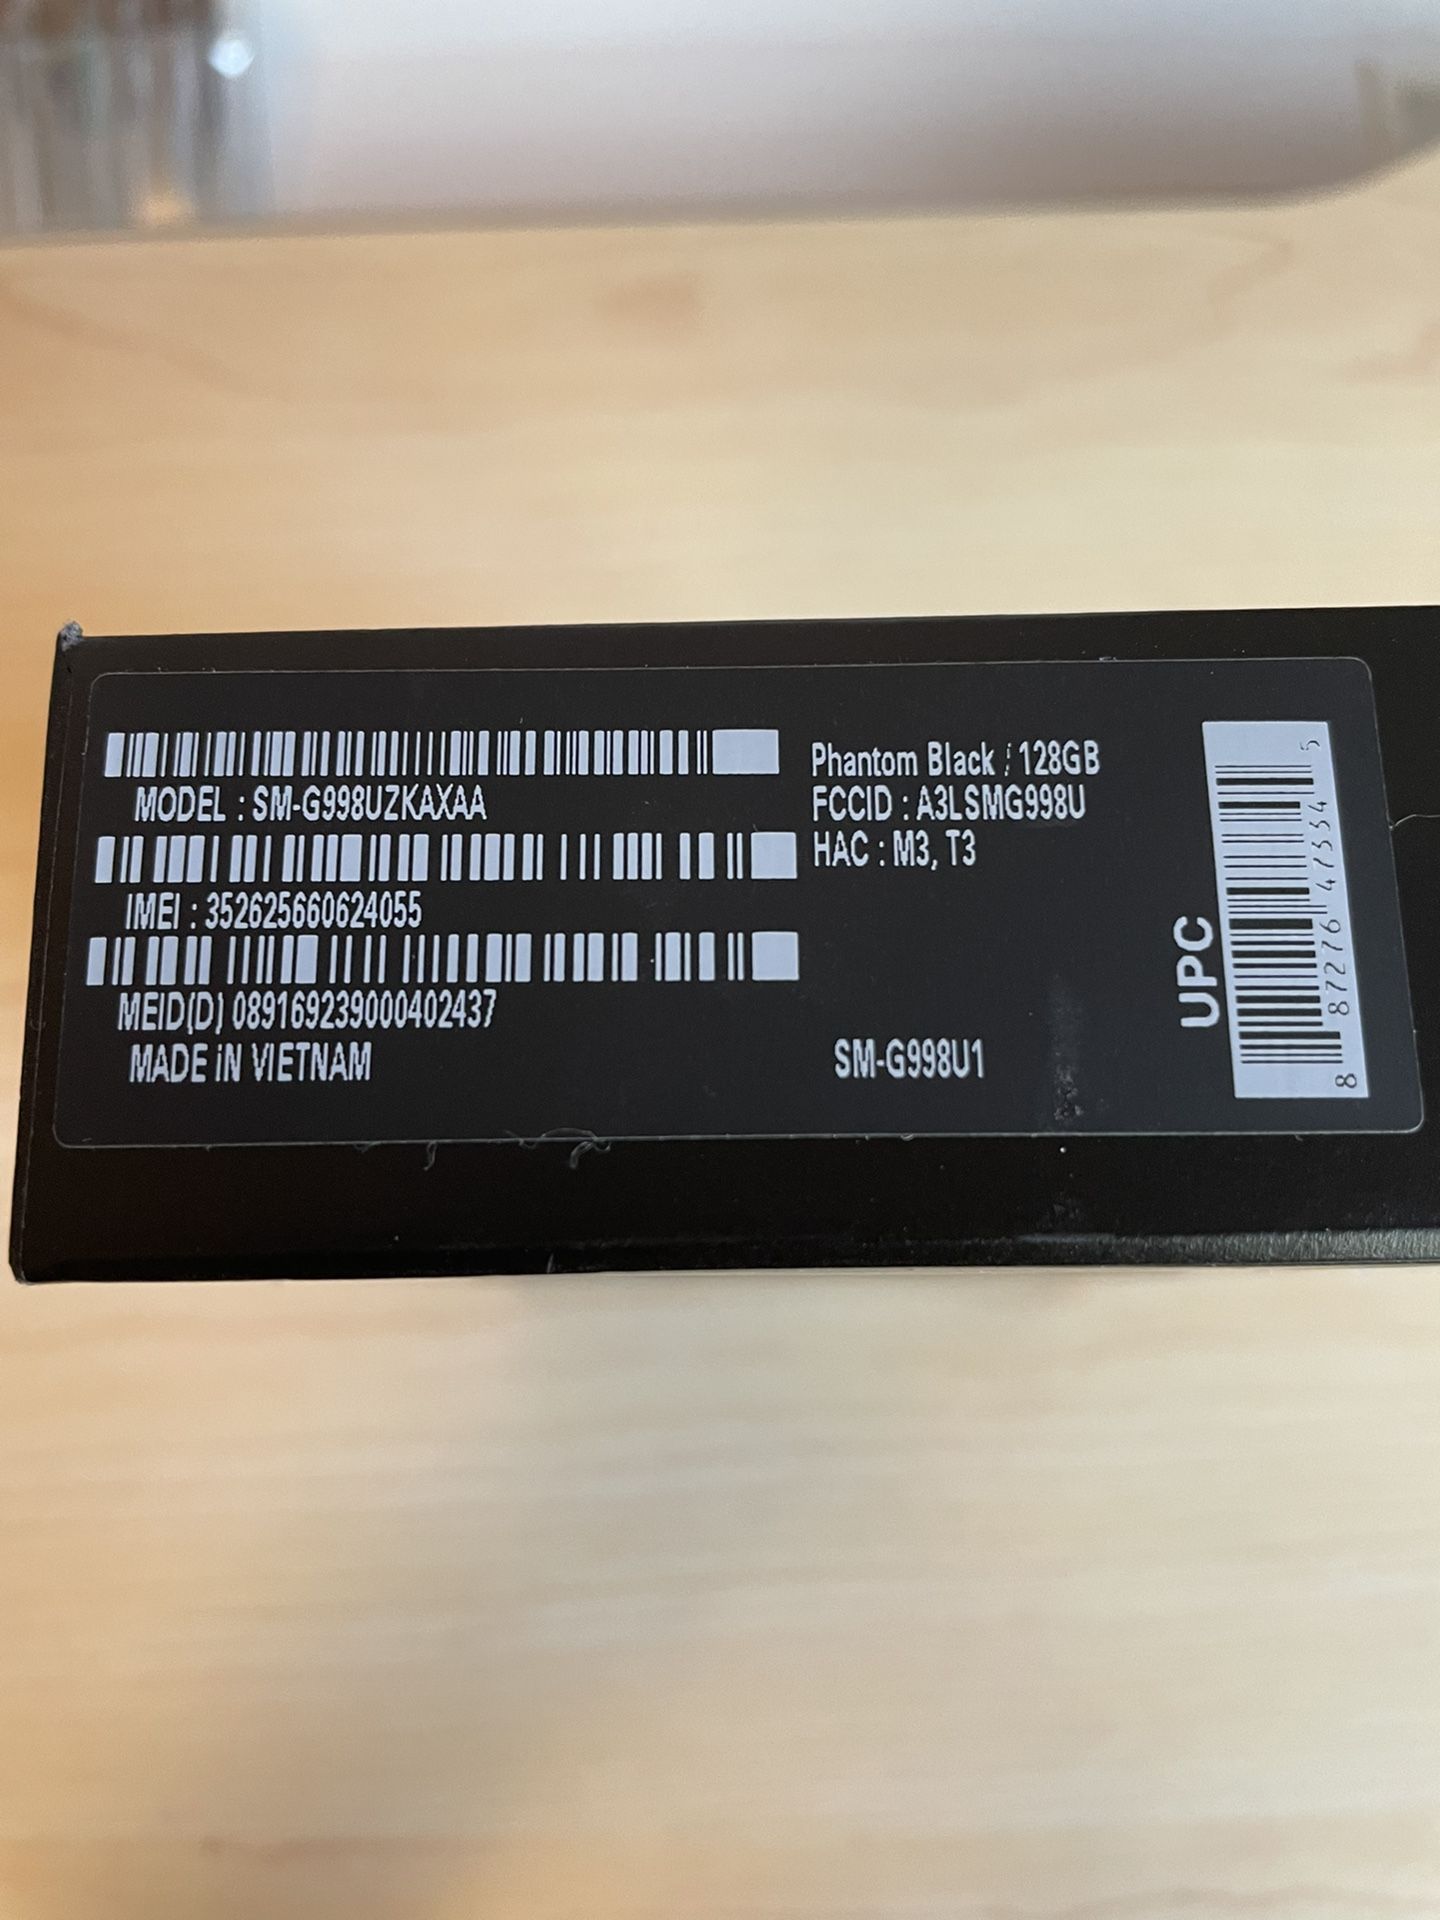 MODEL : SM-G998UZKAXAA
IMEI : 352625660624055
MEID(D) 089169239000402437
MADE iN VIETNAM
Phantom Black / 128GB
FCCID : A3LSMG998U
HAC : M3, T3
SM-G998U1
UPC
8 87276 47334 5